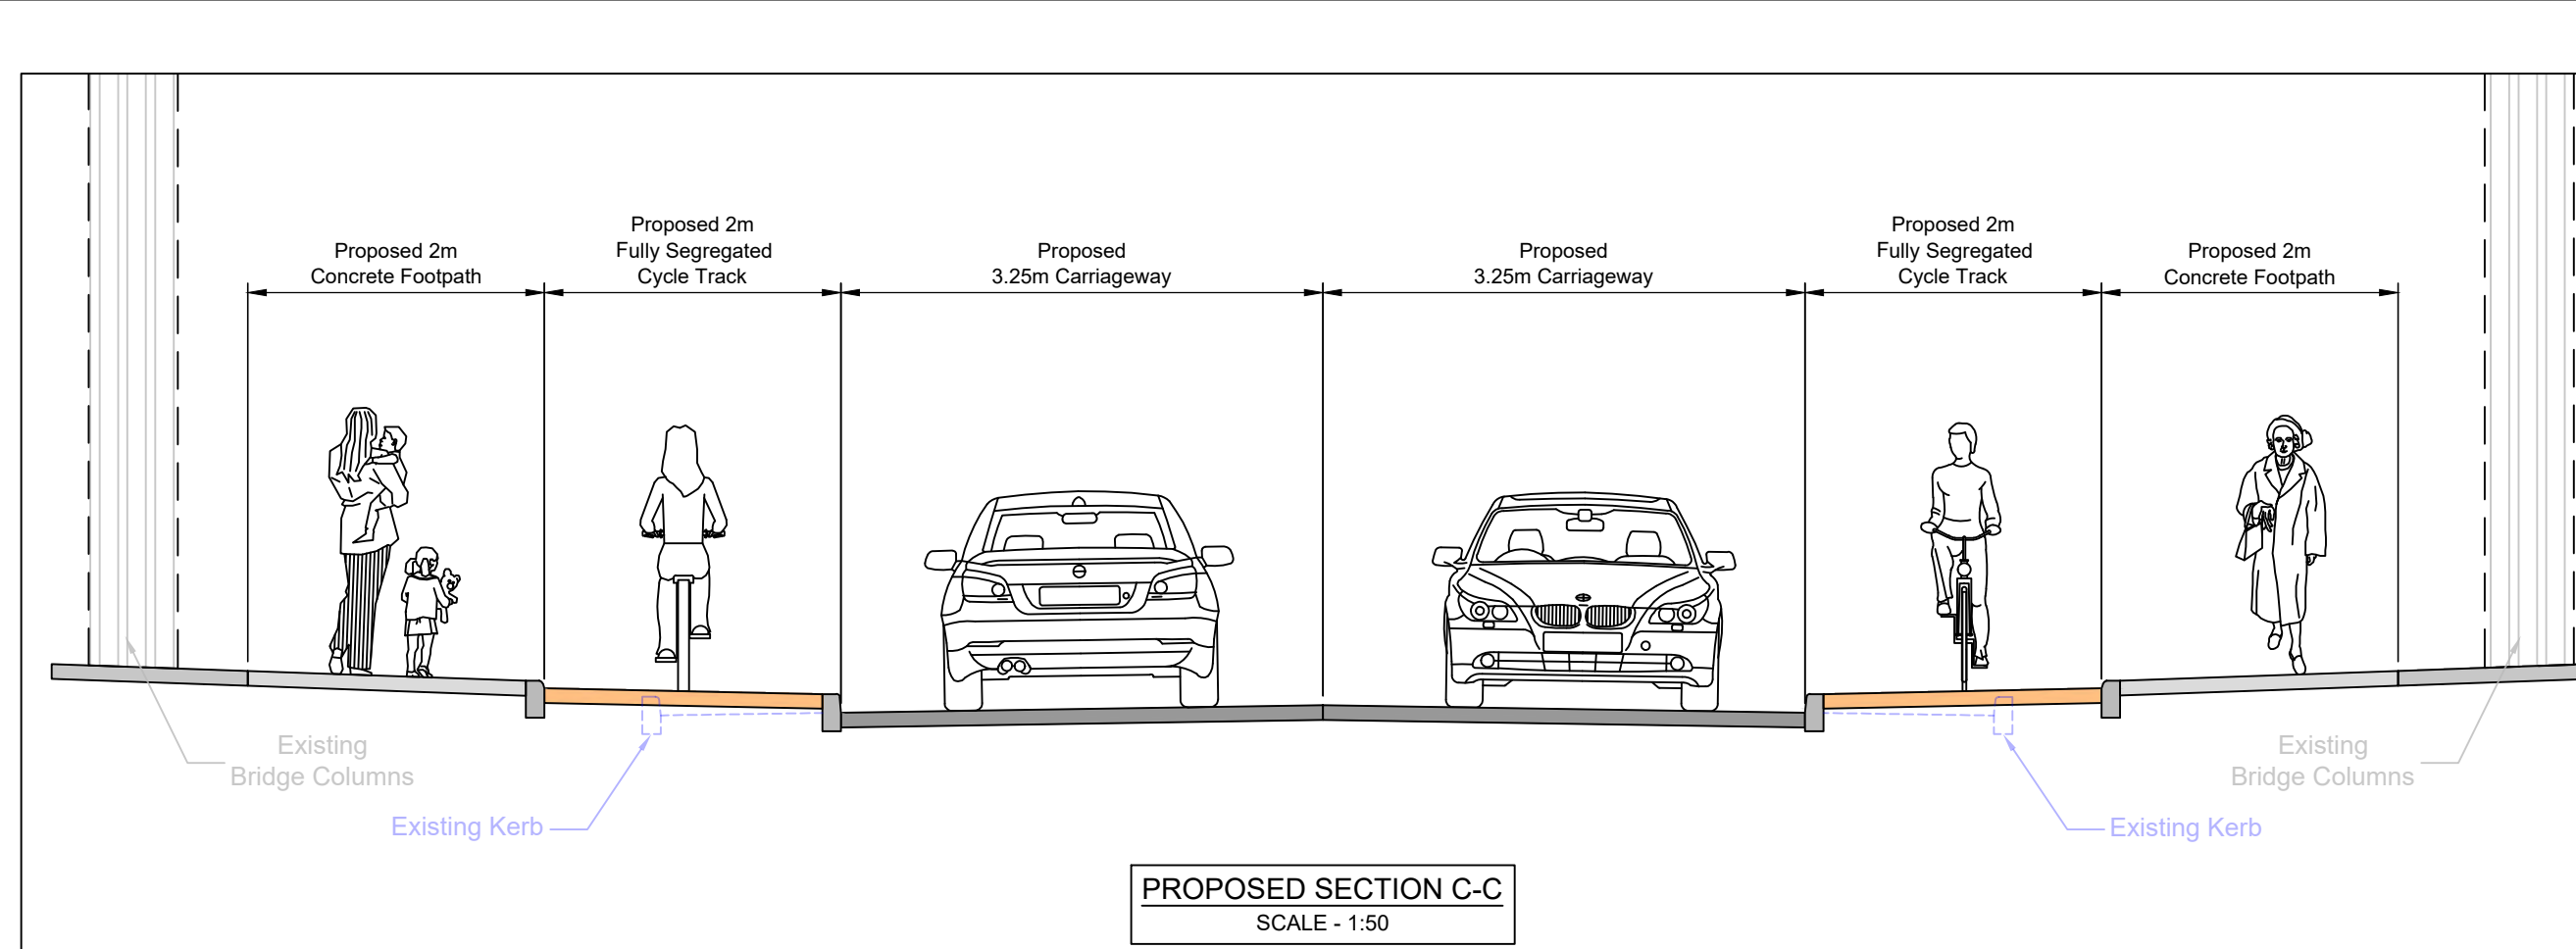 Proposed 2m
Concrete Footpath
Proposed 2m
Fully Segregated
Cycle Track
Proposed
3.25m Carriageway
Proposed
3.25m Carriageway
Proposed 2m
Fully Segregated
Cycle Track
Proposed 2m
Concrete Footpath
Existing
Bridge Columns
Existing Kerb
Existing
Bridge Columns
Existing Kerb
PROPOSED SECTION C-C
SCALE - 1:50